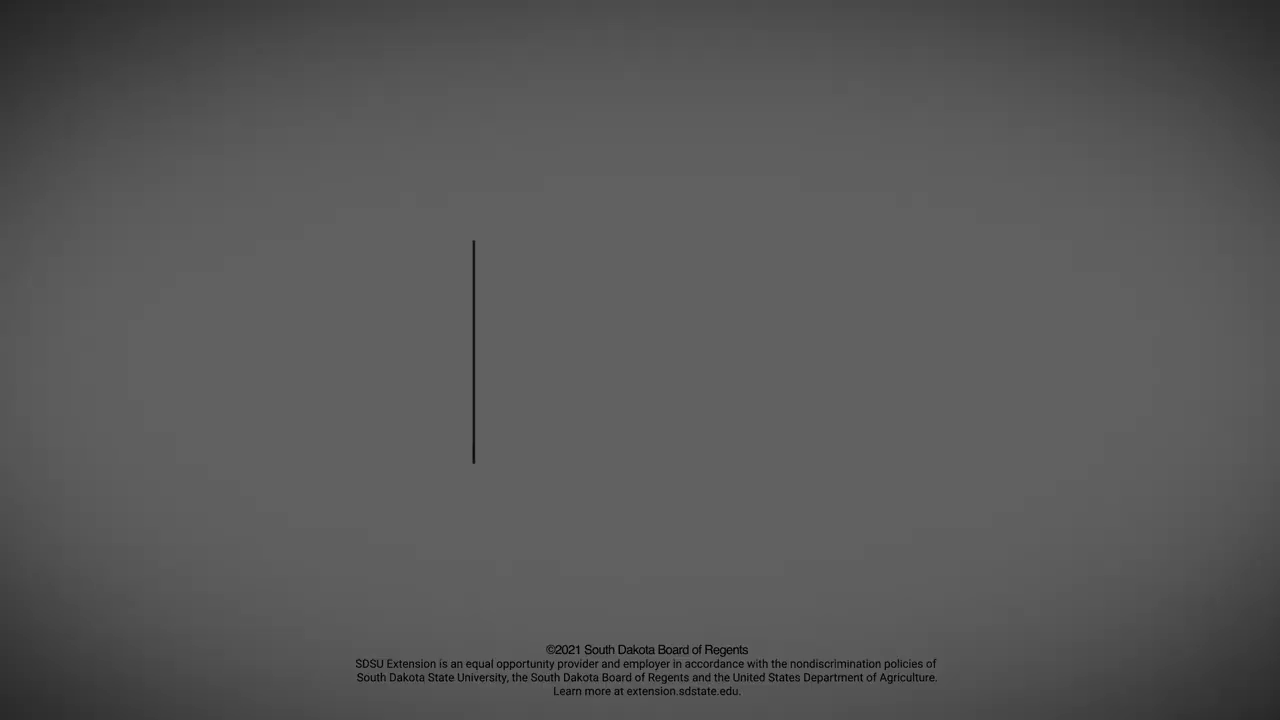 ©2021 South Dakota Board of Regents
SDSU Extension is an equal opportunity provider and employer in accordance with the nondiscrimination policies of
South Dakota State University, the South Dakota Board of Regents and the United States Department of Agriculture.
Learn more at extension.sdstate.edu.